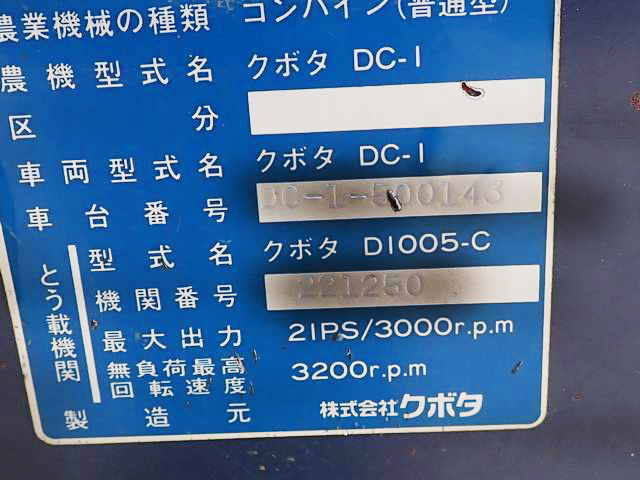 農業機械の種類 コンバイン(普通型)
農機型式名 クボタ DC-1
区分
車両型式名 クボタ DC-1
車台番号 DC-1-500143
とう載機関
型式名 クボタ D1005-C
機関番号 221250
最大出力 21PS/3000r.p.m
無負荷最高回転速度 3200r.p.m
製造元 株式会社クボタ